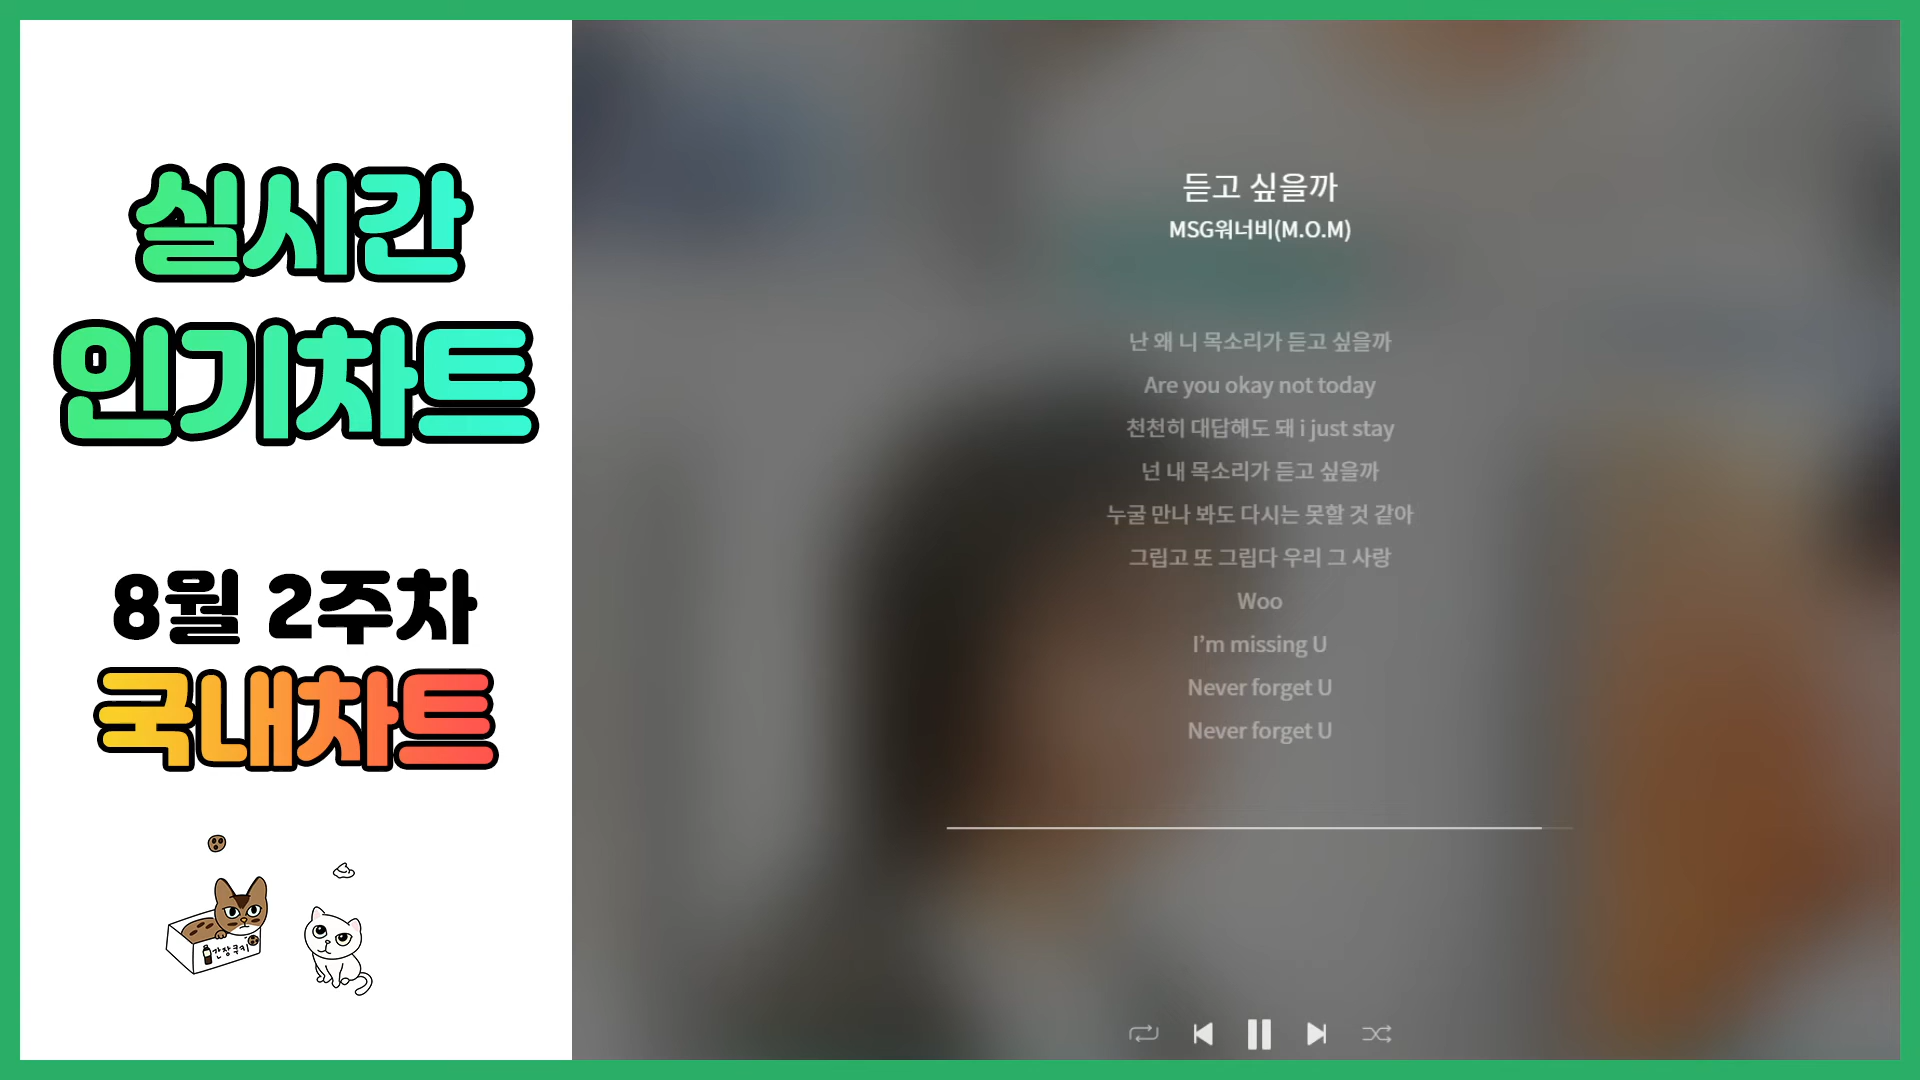 실시간
인기차트
8월 2주차
국내차트
간장쿠키
듣고 싶을까
MSG워너비(M.O.M)
난 왜 니 목소리가 듣고 싶을까
Are you okay not today
천천히 대답해도 돼 i just stay
넌 내 목소리가 듣고 싶을까
누굴 만나 봐도 다시는 못할 것 같아
그립고 또 그립다 우리 그 사랑
Woo
I’m missing U
Never forget U
Never forget U